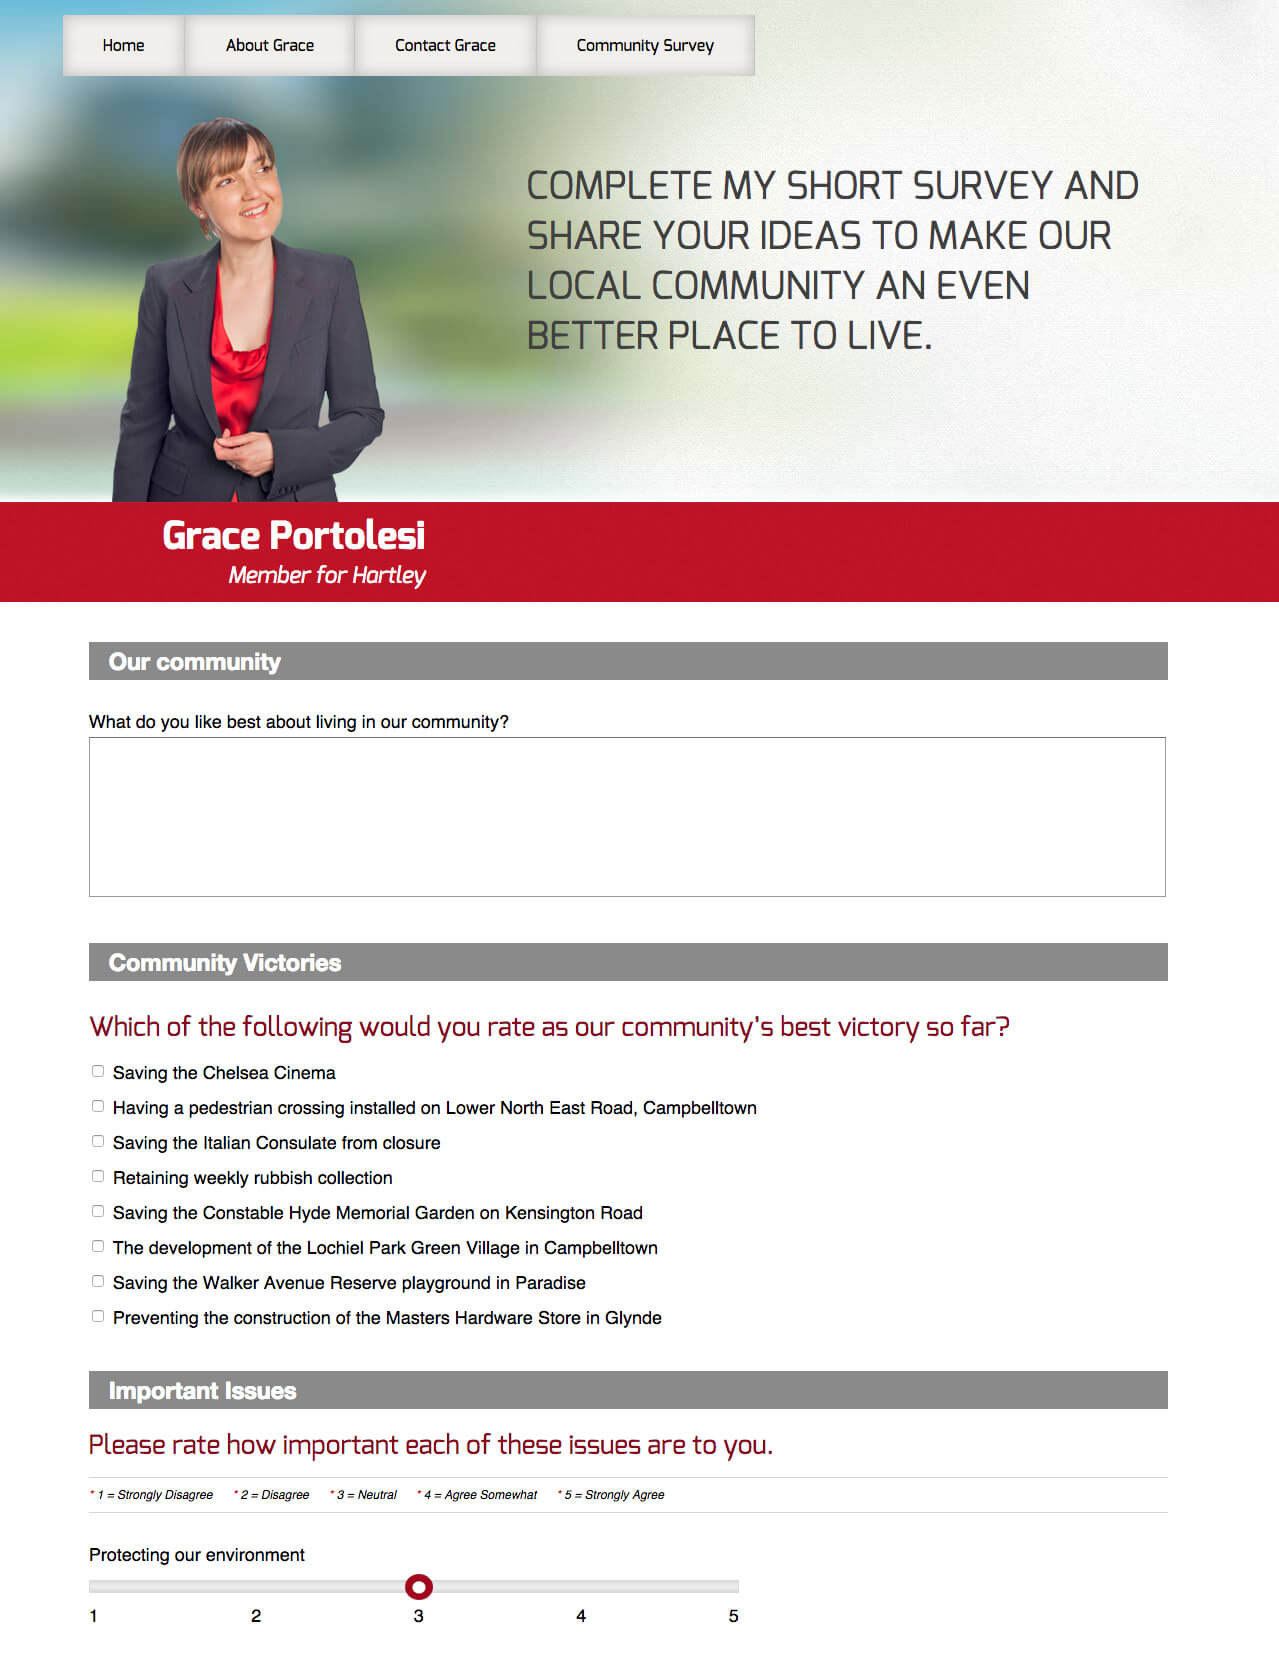 Home
About Grace
Contact Grace
Community Survey
COMPLETE MY SHORT SURVEY AND
SHARE YOUR IDEAS TO MAKE OUR
LOCAL COMMUNITY AN EVEN
BETTER PLACE TO LIVE.
Grace Portolesi
Member for Hartley
Our community
What do you like best about living in our community?
Community Victories
Which of the following would you rate as our community's best victory so far?
Saving the Chelsea Cinema
Having a pedestrian crossing installed on Lower North East Road, Campbelltown
Saving the Italian Consulate from closure
Retaining weekly rubbish collection
Saving the Constable Hyde Memorial Garden on Kensington Road
The development of the Lochiel Park Green Village in Campbelltown
Saving the Walker Avenue Reserve playground in Paradise
Preventing the construction of the Masters Hardware Store in Glynde
Important Issues
Please rate how important each of these issues are to you.
* 1 = Strongly Disagree * 2 = Disagree * 3 = Neutral * 4 = Agree Somewhat * 5 = Strongly Agree
Protecting our environment
1 2 3 4 5